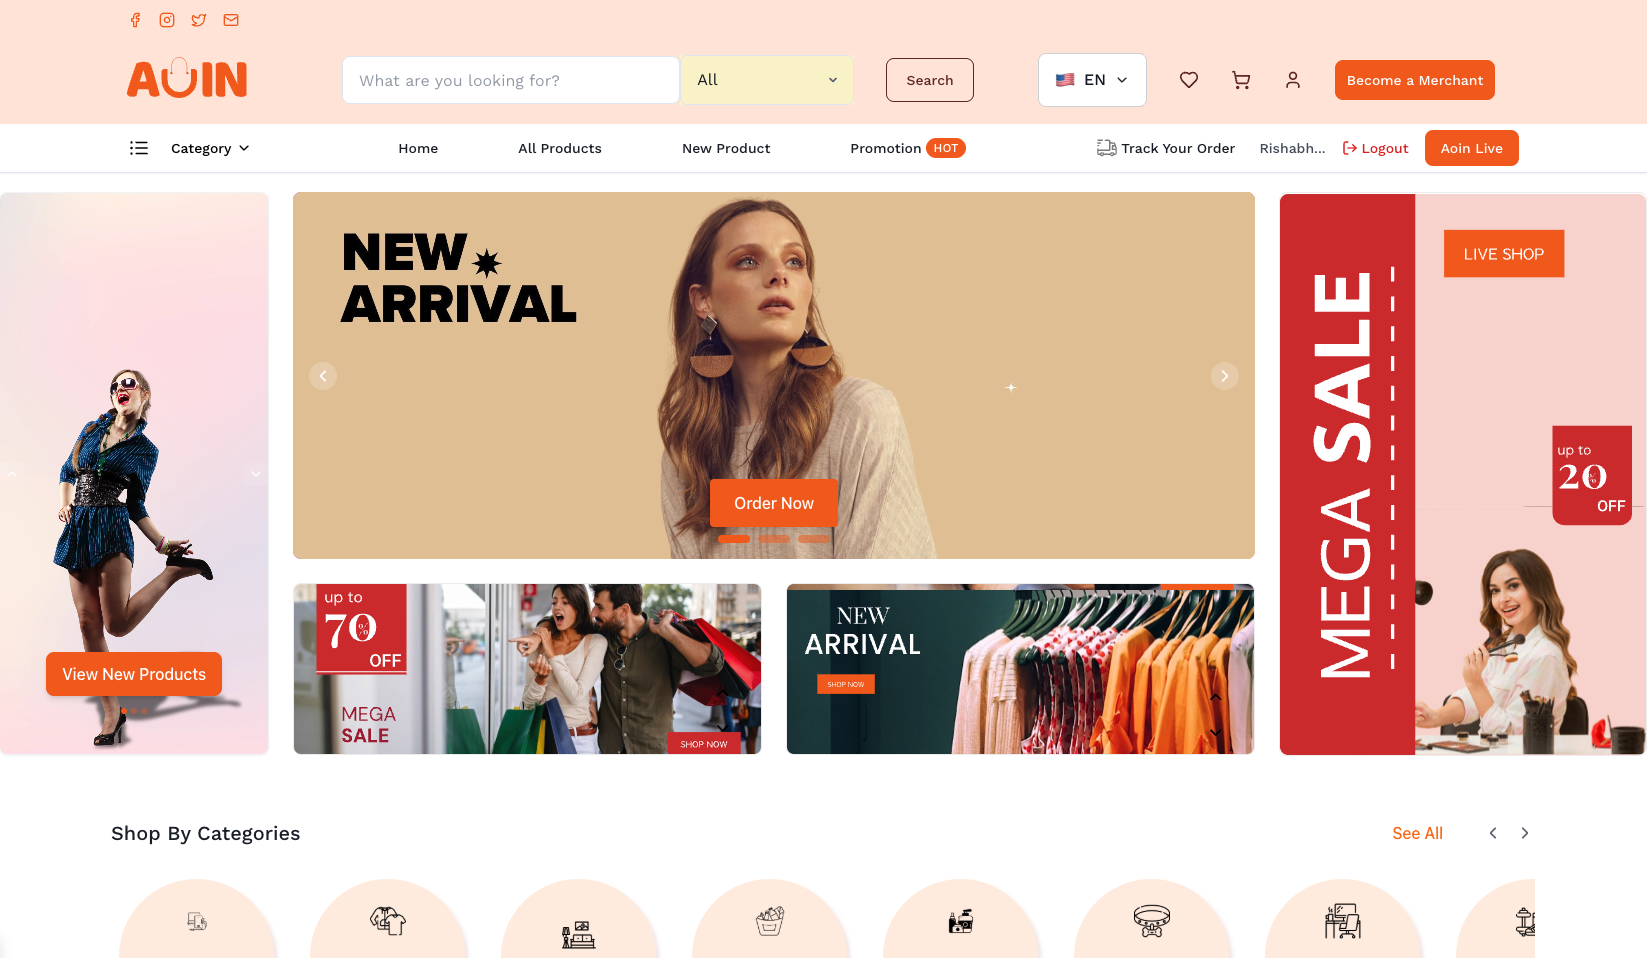 AOIN
What are you looking for?
All
Search
EN
Become a Merchant
Category
Home
All Products
New Product
Promotion HOT
Track Your Order
Rishabh...
Logout
Aoin Live
View New Products
NEW
ARRIVAL
Order Now
up to
70%
OFF
MEGA
SALE
SHOP NOW
NEW
ARRIVAL
SHOP NOW
MEGA SALE
LIVE SHOP
up to
20%
OFF
Shop By Categories
See All